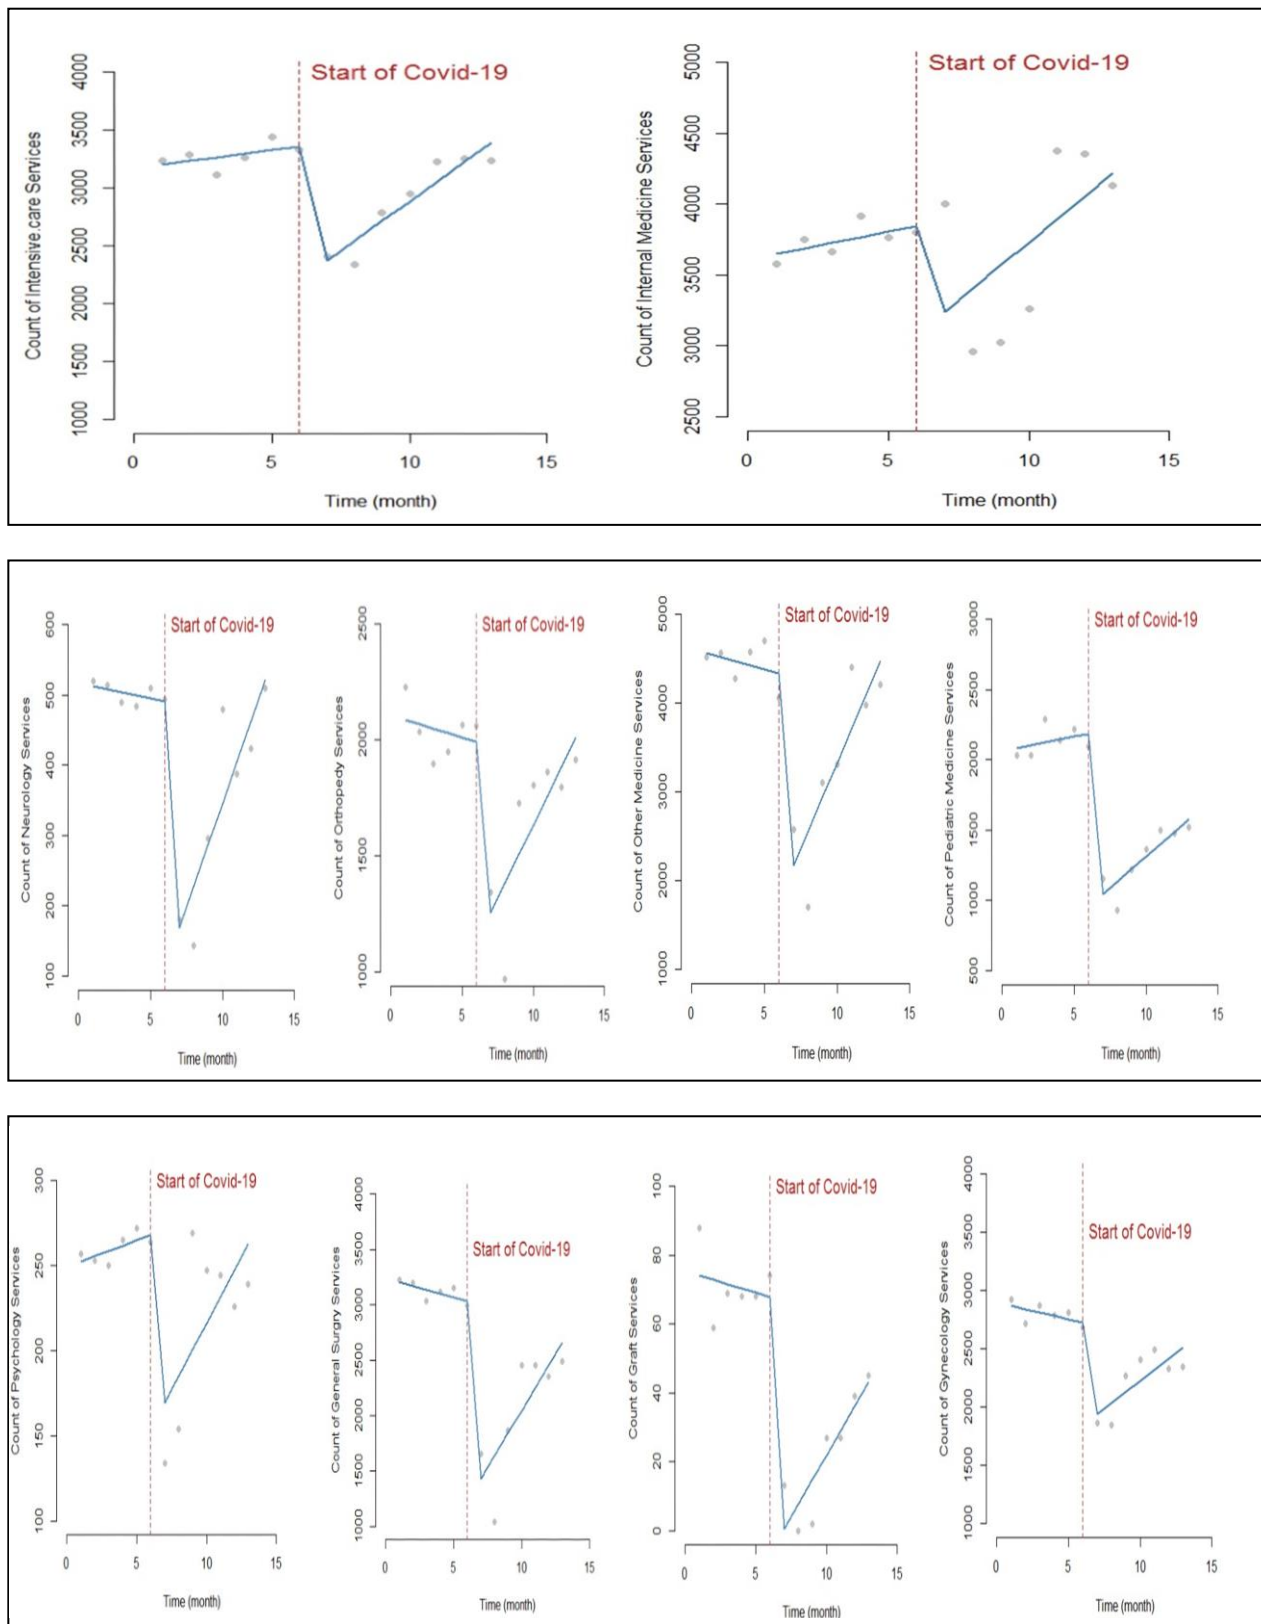 Start of Covid-19
Count of Intensive.care Services
4000
3500
3000
2500
2000
1500
1000
0 5 10 15
Time (month)
Start of Covid-19
Count of Internal Medicine Services
5000
4500
4000
3500
3000
2500
0 5 10 15
Time (month)
Start of Covid-19
Count of Neurology Services
600
500
400
300
200
100
0 5 10 15
Time (month)
Start of Covid-19
Count of Orthopedy Services
2500
2000
1500
1000
0 5 10 15
Time (month)
Start of Covid-19
Count of Other Medicine Services
5000
4000
3000
2000
1000
0 5 10 15
Time (month)
Start of Covid-19
Count of Pediatric Medicine Services
3000
2500
2000
1500
1000
500
0 5 10 15
Time (month)
Start of Covid-19
Count of Psychology Services
300
250
200
150
100
0 5 10 15
Time (month)
Start of Covid-19
Count of General Surgry Services
4000
3500
3000
2500
2000
1500
1000
0 5 10 15
Time (month)
Start of Covid-19
Count of Graft Services
100
80
60
40
20
0
0 5 10 15
Time (month)
Start of Covid-19
Count of Gynecology Services
4000
3500
3000
2500
2000
1500
1000
0 5 10 15
Time (month)